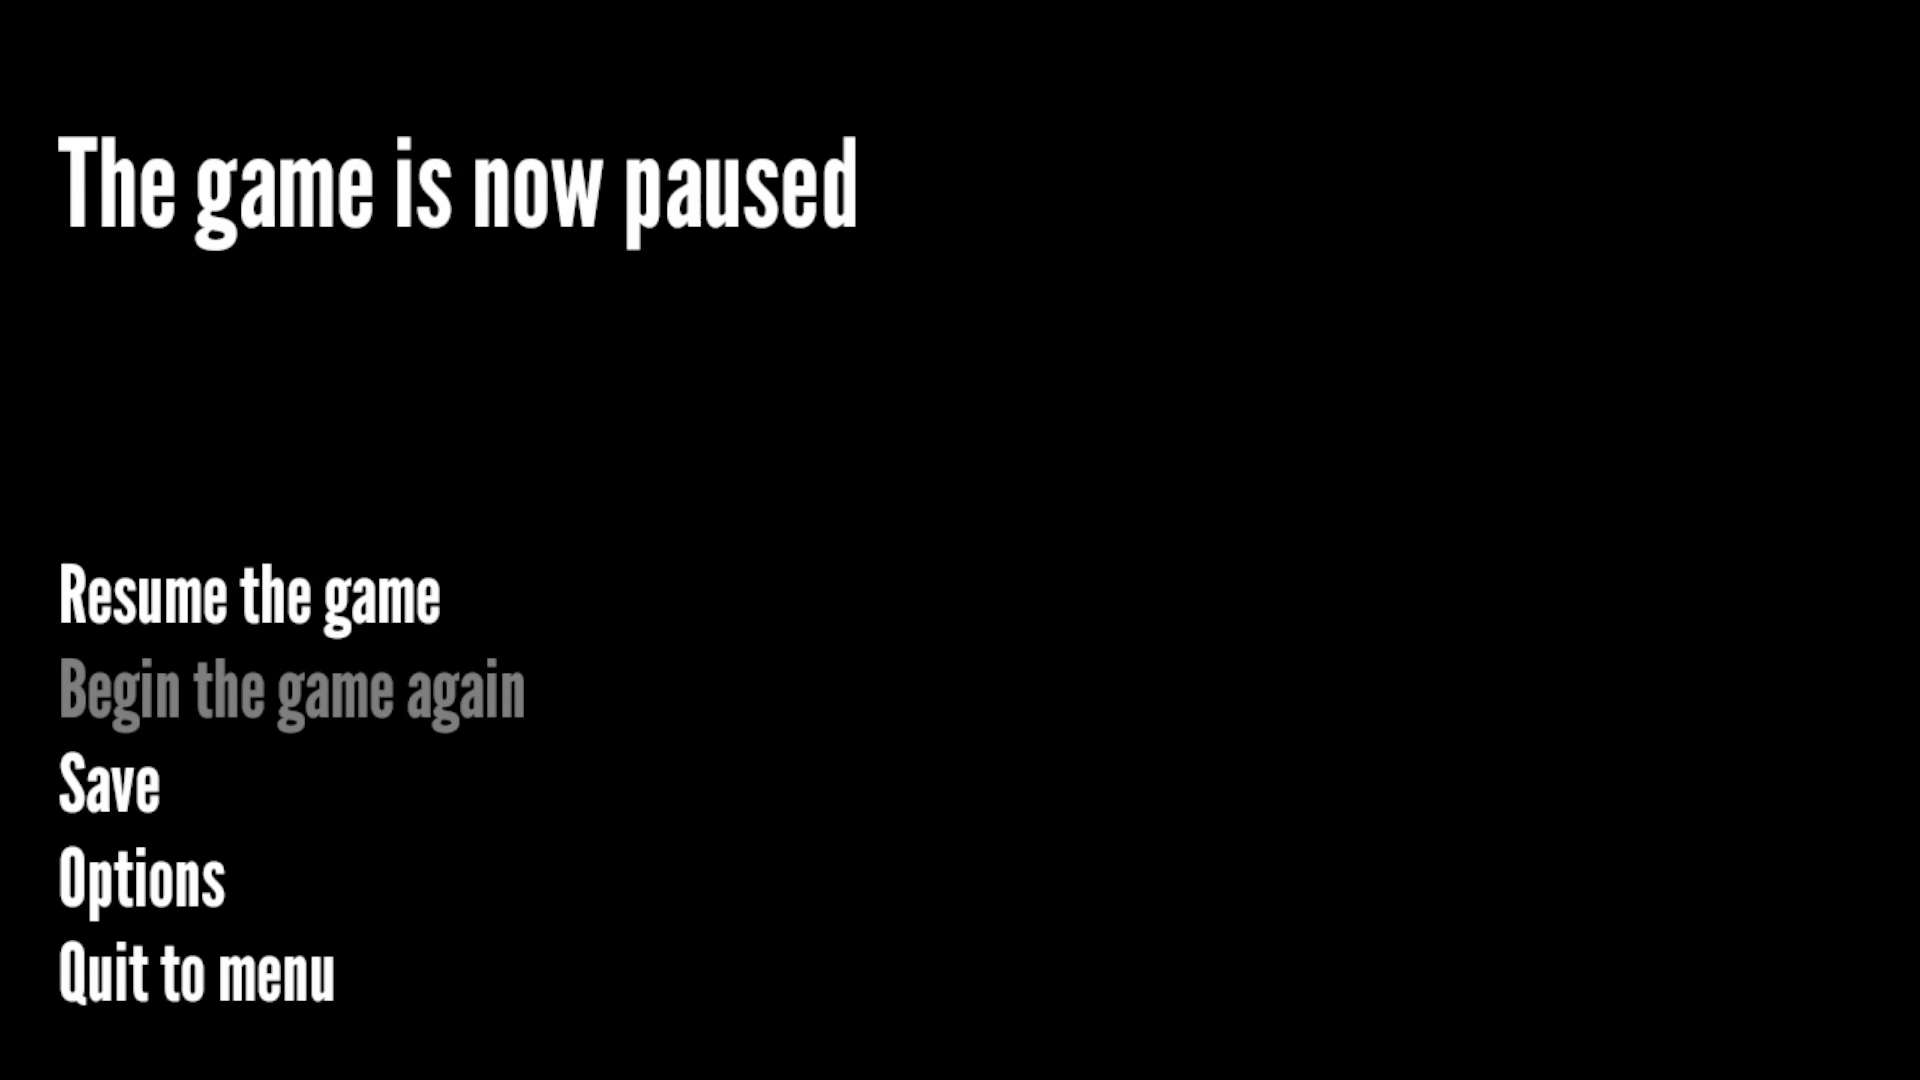 The game is now paused
Resume the game
Begin the game again
Save
Options
Quit to menu